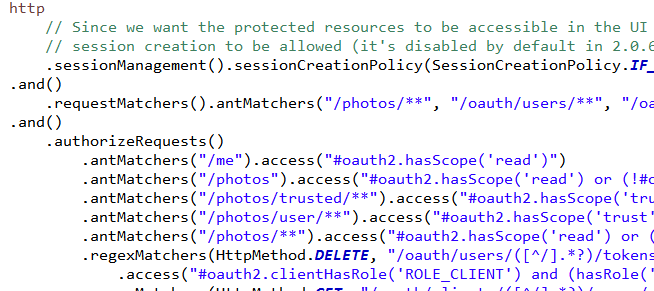 http
// Since we want the protected resources to be accessible in the UI
// session creation to be allowed (it's disabled by default in 2.0.6
.sessionManagement().sessionCreationPolicy(SessionCreationPolicy.IF_
.and()
.requestMatchers().antMatchers("/photos/**", "/oauth/users/**", "/oa
.and()
.authorizeRequests()
.antMatchers("/me").access("#oauth2.hasScope('read')")
.antMatchers("/photos").access("#oauth2.hasScope('read') or (!#o
.antMatchers("/photos/trusted/**").access("#oauth2.hasScope('tru
.antMatchers("/photos/user/**").access("#oauth2.hasScope('trust'
.antMatchers("/photos/**").access("#oauth2.hasScope('read') or (
.regexMatchers(HttpMethod.DELETE, "/oauth/users/([^/].*?)/tokens
.access("#oauth2.clientHasRole('ROLE_CLIENT') and (hasRole('